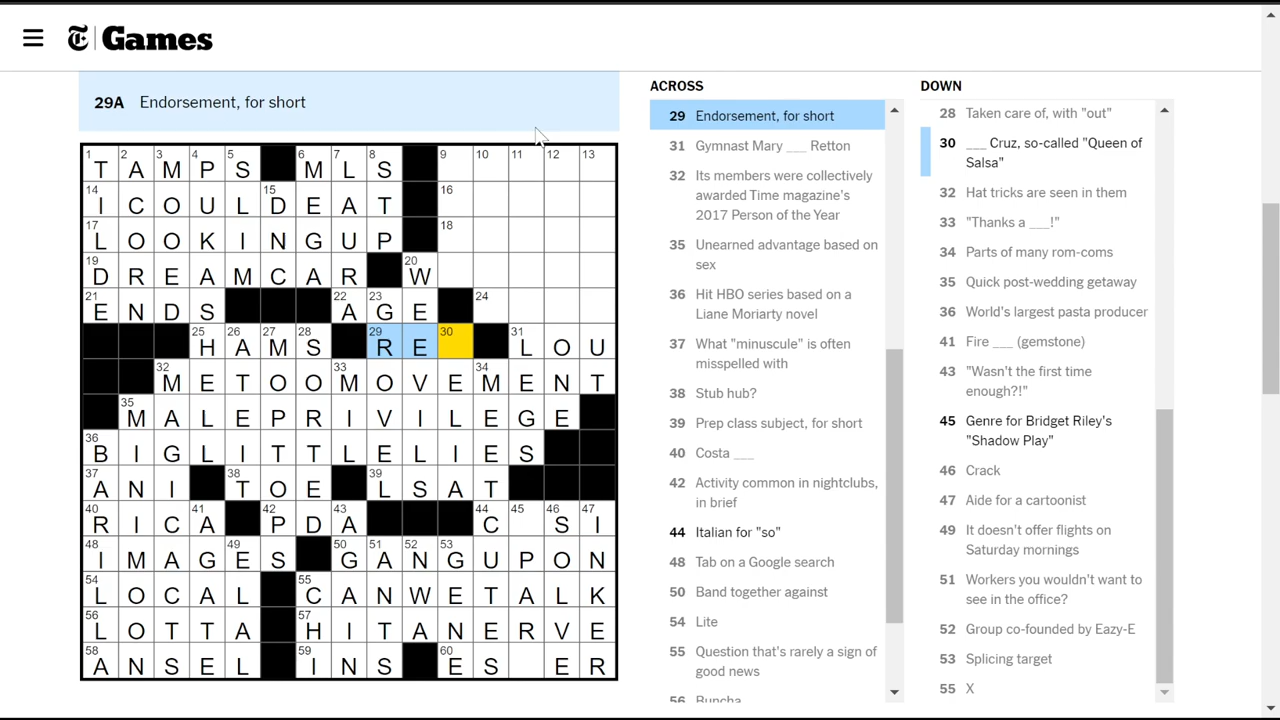 Games
29A Endorsement, for short
1 2 3 4 5 6 7 8 9 10 11 12 13
T A M P S M L S
14 15 16
I C O U L D E A T
17 18
L O O K I N G U P
19 20
D R E A M C A R W
21 22 23 24
E N D S A G E
25 26 27 28 29 30 31
H A M S R E L O U
32 33 34
M E T O O M O V E M E N T
35
M A L E P R I V I L E G E
36
B I G L I T T L E L I E S
37 38 39
A N I T O E L S A T
40 41 42 43 44 45 46 47
R I C A P D A C S I
48 49 50 51 52 53
I M A G E S G A N G U P O N
54 55
L O C A L C A N W E T A L K
56 57
L O T T A H I T A N E R V E
58 59 60
A N S E L I N S E S E R
ACROSS
29 Endorsement, for short
31 Gymnast Mary ___ Retton
32 Its members were collectively
awarded Time magazine's
2017 Person of the Year
35 Unearned advantage based on
sex
36 Hit HBO series based on a
Liane Moriarty novel
37 What "minuscule" is often
misspelled with
38 Stub hub?
39 Prep class subject, for short
40 Costa ___
42 Activity common in nightclubs,
in brief
44 Italian for "so"
48 Tab on a Google search
50 Band together against
54 Lite
55 Question that's rarely a sign of
good news
56 Buncha
DOWN
28 Taken care of, with "out"
30 ___ Cruz, so-called "Queen of
Salsa"
32 Hat tricks are seen in them
33 "Thanks a ___!"
34 Parts of many rom-coms
35 Quick post-wedding getaway
36 World's largest pasta producer
41 Fire ___ (gemstone)
43 "Wasn't the first time
enough?!"
45 Genre for Bridget Riley's
"Shadow Play"
46 Crack
47 Aide for a cartoonist
49 It doesn't offer flights on
Saturday mornings
51 Workers you wouldn't want to
see in the office?
52 Group co-founded by Eazy-E
53 Splicing target
55 X